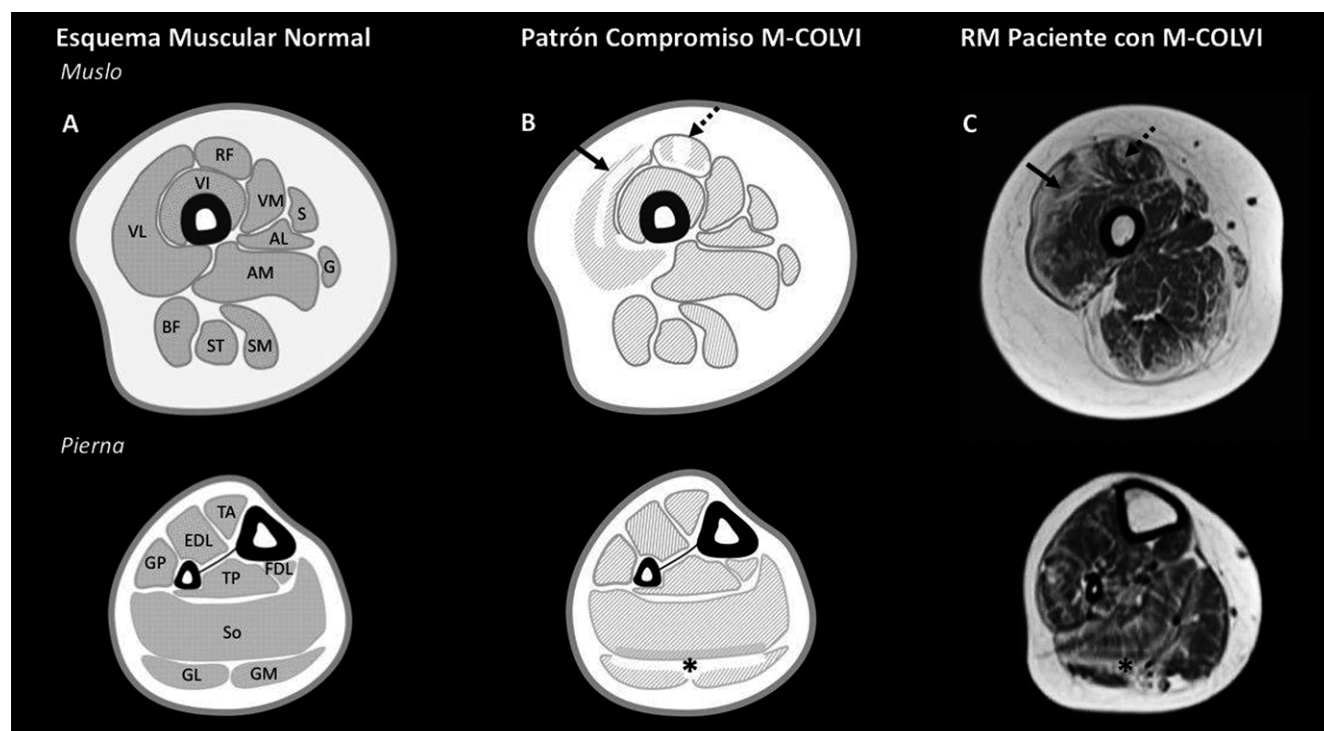 Esquema Muscular Normal
Patrón Compromiso M-COLVI
RM Paciente con M-COLVI
Muslo
A
B
C
RF
VI
VM
S
VL
AL
AM
G
BF
ST
SM
Pierna
TA
EDL
GP
FDL
TP
So
GL
GM
*
*